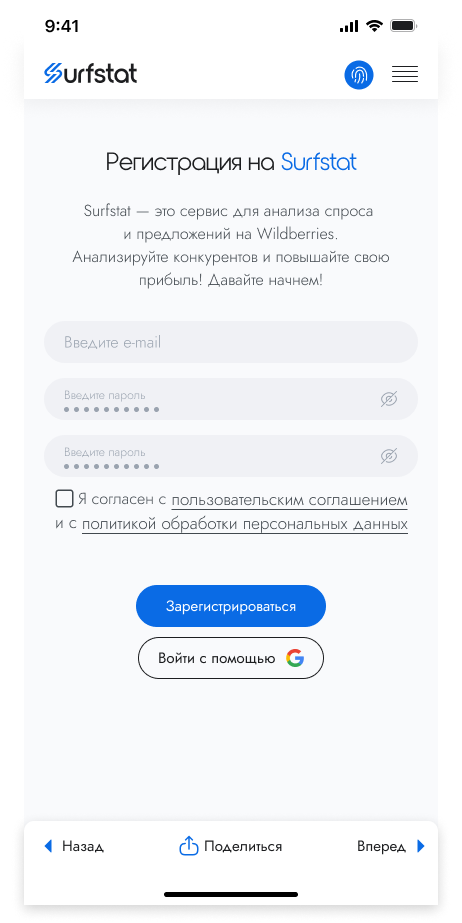 9:41
Surfstat
Регистрация на Surfstat
Surfstat — это сервис для анализа спроса
и предложений на Wildberries.
Анализируйте конкурентов и повышайте свою
прибыль! Давайте начнем!
Введите e-mail
Введите пароль
Введите пароль
Я согласен с пользовательским соглашением
и с политикой обработки персональных данных
Зарегистрироваться
Войти с помощью
Назад Поделиться Вперед